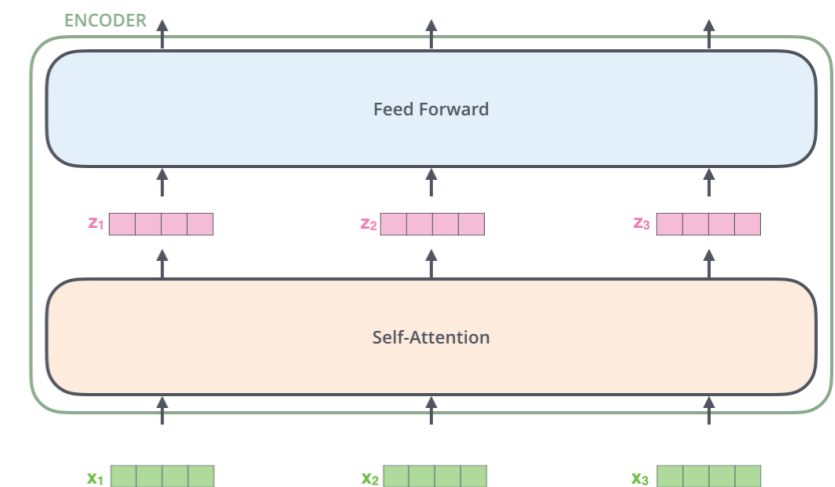 ENCODER
Feed Forward
z₁ z₂ z₃
Self-Attention
x₁ x₂ x₃